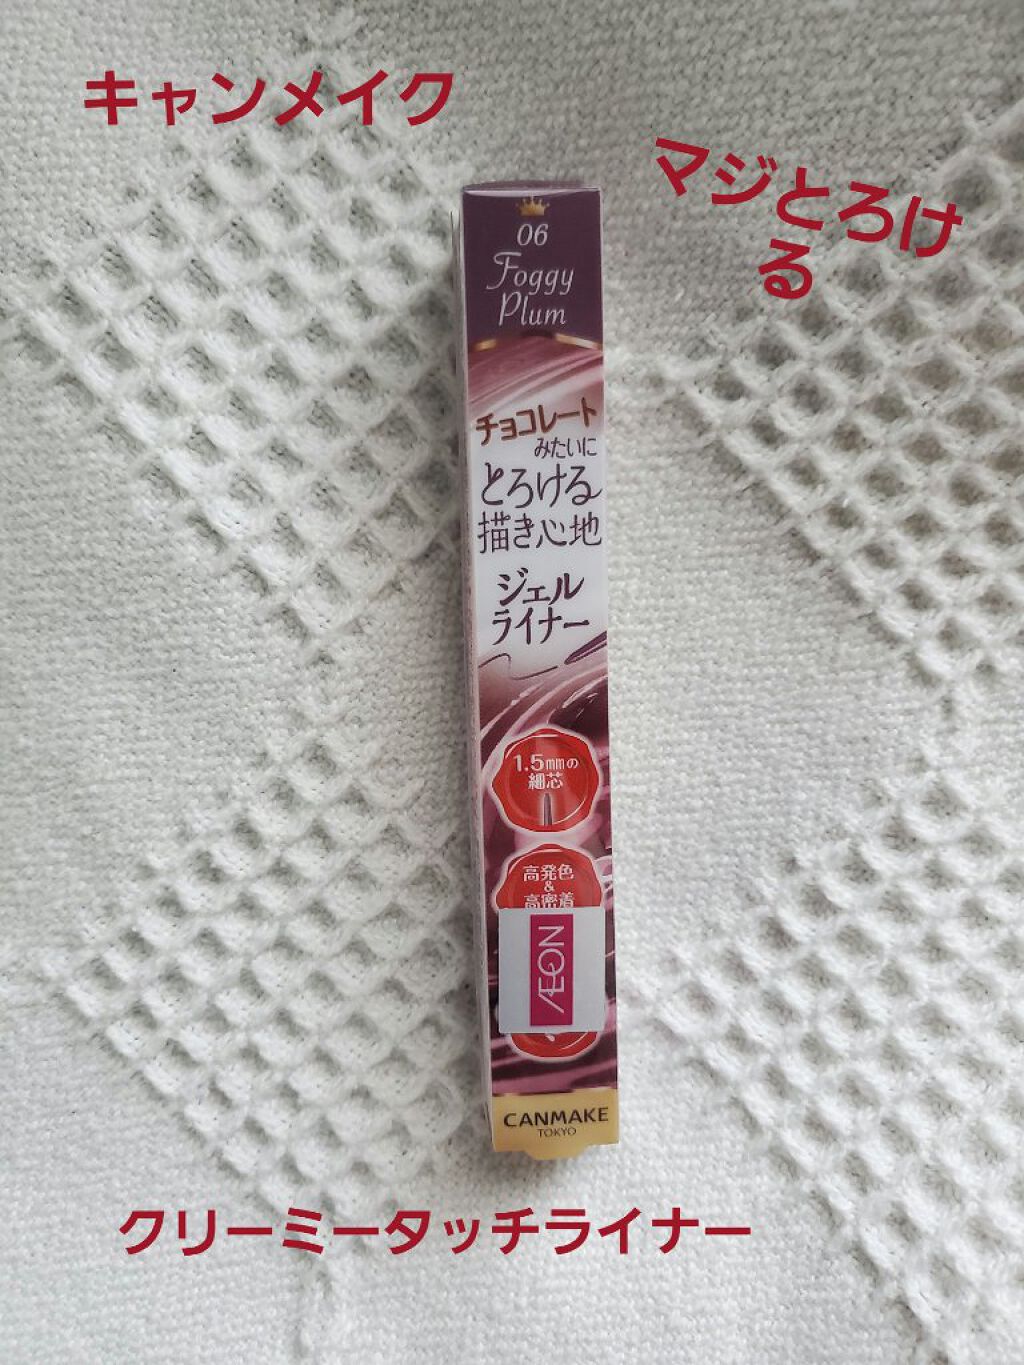 キャンメイク
マジとろけ
る
06
Foggy
Plum
チョコレート
みたいに
とろける
描き心地
ジェル
ライナー
1.5mmの
細芯
高発色
&
高密着
AEON
CANMAKE
TOKYO
クリーミータッチライナー